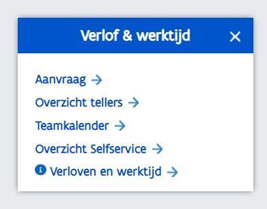 Verlof & werktijd
Aanvraag
Overzicht tellers
Teamkalender
Overzicht Selfservice
Verloven en werktijd